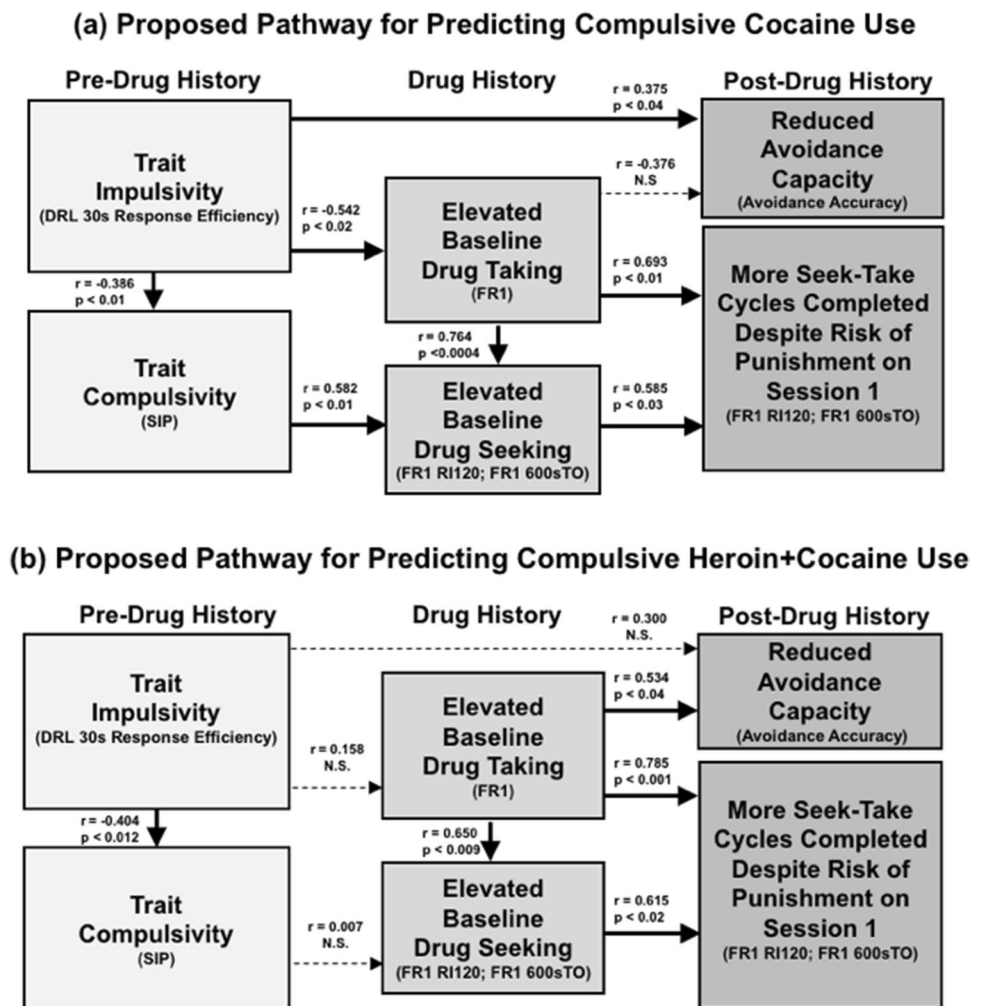 (a) Proposed Pathway for Predicting Compulsive Cocaine Use
Pre-Drug History
Drug History
Post-Drug History
r = 0.375
p < 0.04
Trait
Impulsivity
(DRL 30s Response Efficiency)
Reduced
Avoidance
Capacity
(Avoidance Accuracy)
r = -0.376
N.S
r = -0.542
p < 0.02
Elevated
Baseline
Drug Taking
(FR1)
r = 0.693
p < 0.01
r = -0.386
p < 0.01
r = 0.764
p <0.0004
More Seek-Take
Cycles Completed
Despite Risk of
Punishment on
Session 1
(FR1 RI120; FR1 600sTO)
Trait
Compulsivity
(SIP)
r = 0.582
p < 0.01
Elevated
Baseline
Drug Seeking
(FR1 RI120; FR1 600sTO)
r = 0.585
p < 0.03
(b) Proposed Pathway for Predicting Compulsive Heroin+Cocaine Use
Pre-Drug History
Drug History
Post-Drug History
r = 0.300
N.S.
Trait
Impulsivity
(DRL 30s Response Efficiency)
Reduced
Avoidance
Capacity
(Avoidance Accuracy)
r = 0.534
p < 0.04
r = 0.158
N.S.
Elevated
Baseline
Drug Taking
(FR1)
r = 0.785
p < 0.001
r = -0.404
p < 0.012
r = 0.650
p < 0.009
More Seek-Take
Cycles Completed
Despite Risk of
Punishment on
Session 1
(FR1 RI120; FR1 600sTO)
Trait
Compulsivity
(SIP)
r = 0.007
N.S.
Elevated
Baseline
Drug Seeking
(FR1 RI120; FR1 600sTO)
r = 0.615
p < 0.02